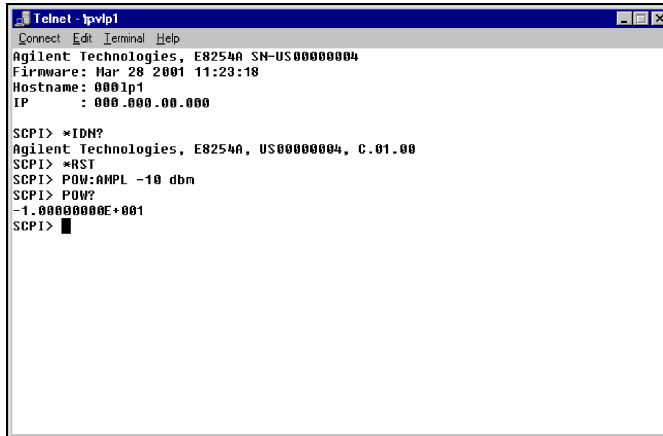 Telnet - lpvlp1
Connect Edit Terminal Help
Agilent Technologies, E8254A SN-US00000004
Firmware: Mar 28 2001 11:23:18
Hostname: 000lp1
IP : 000.000.00.000
SCPI> *IDN?
Agilent Technologies, E8254A, US00000004, C.01.00
SCPI> *RST
SCPI> POW:AMPL -10 dbm
SCPI> POW?
-1.00000000E+001
SCPI>